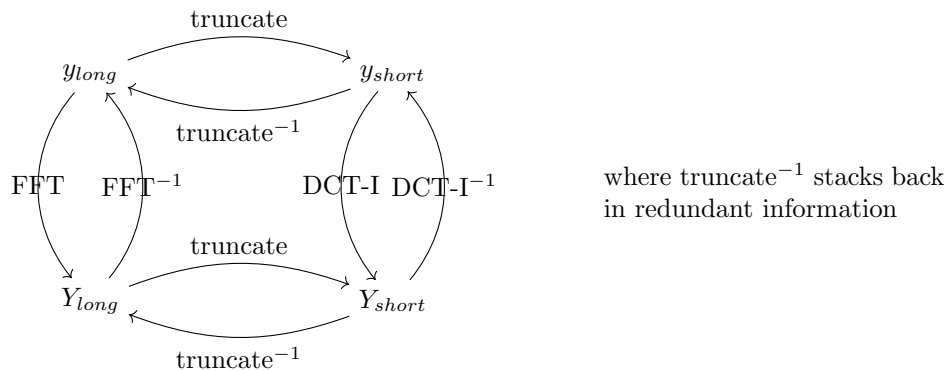 truncate
y_long y_short
truncate⁻¹
FFT FFT⁻¹ DCT-I DCT-I⁻¹
where truncate⁻¹ stacks back
in redundant information
truncate
Y_long Y_short
truncate⁻¹